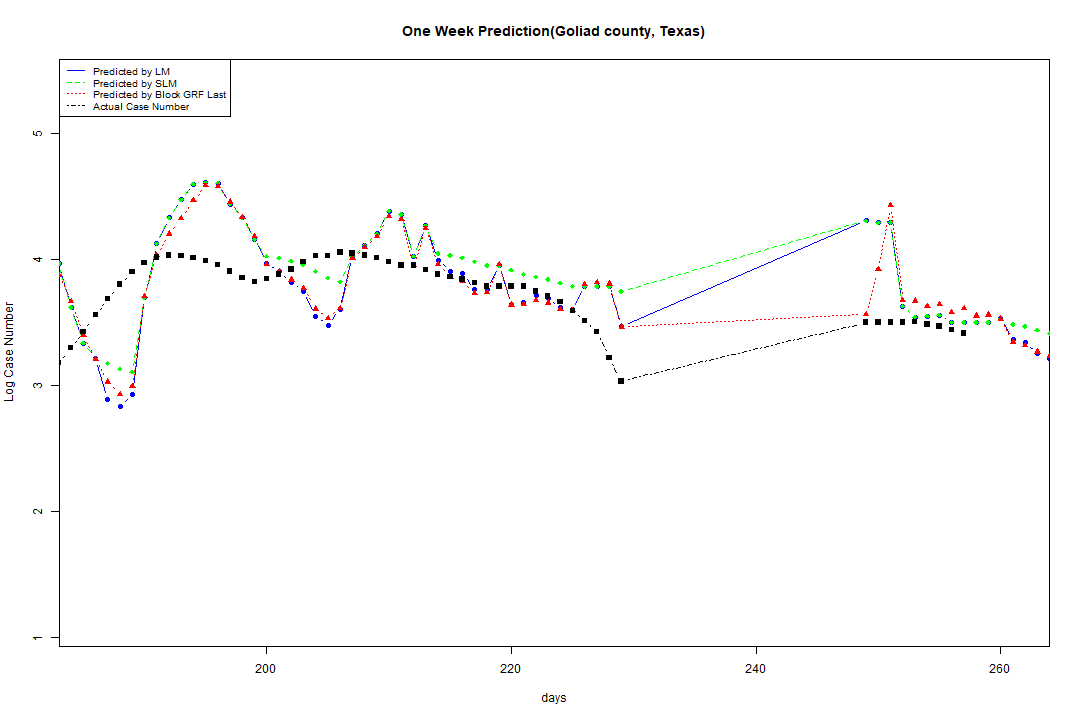 One Week Prediction(Goliad county, Texas)
Predicted by LM
Predicted by SLM
Predicted by Block GRF Last
Actual Case Number
5
4
3
2
1
Log Case Number
200
220
240
260
days